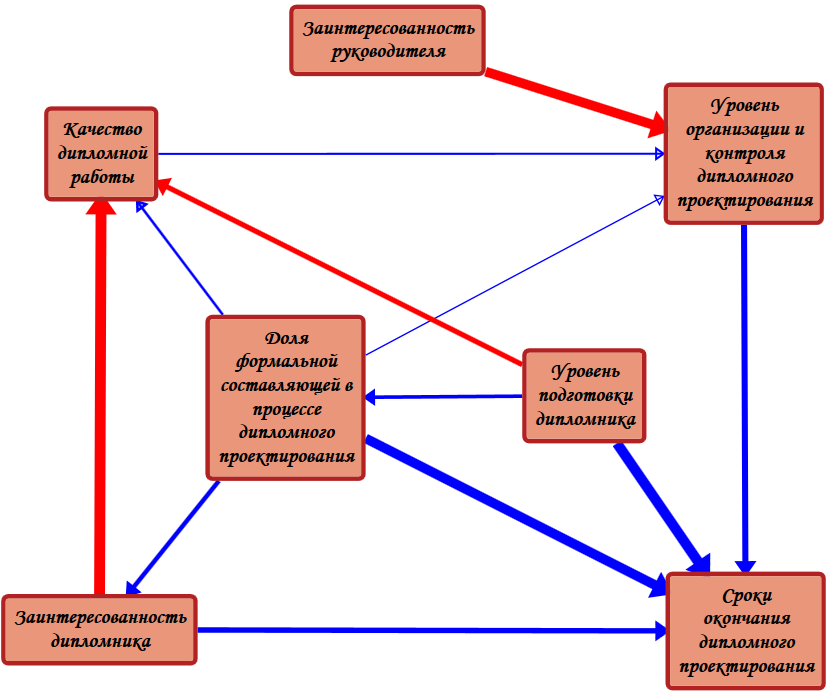 Заинтересованность
руководителя
Качество
дипломной
работы
Уровень
организации и
контроля
дипломного
проектирования
Доля
формальной
составляющей в
процессе
дипломного
проектирования
Уровень
подготовки
дипломника
Заинтересованность
дипломника
Сроки
окончания
дипломного
проектирования